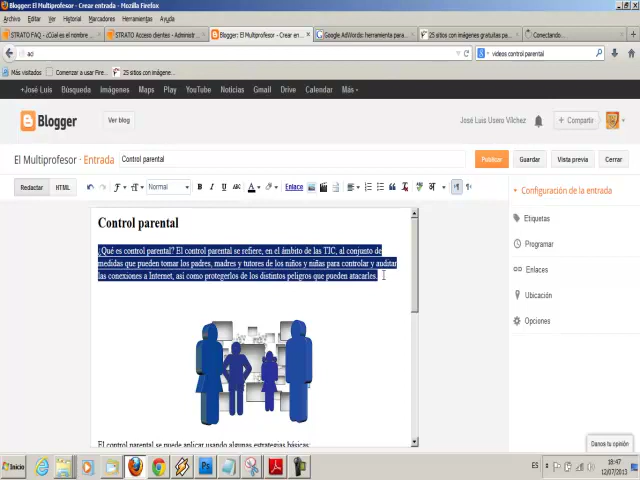 Blogger: El Multiprofesor - Crear entrada - Mozilla Firefox
Archivo Editar Ver Historial Marcadores Herramientas Ayuda
STRATO FAQ - ¿Cuál es el nombre ...
STRATO Acceso clientes - Administr...
Blogger: El Multiprofesor - Crear entrada
Google AdWords: herramienta para...
25 sitios con imágenes gratuitas pa...
Conectando...
aci
videos control parental
Más visitados Comenzar a usar Fire... 25 sitios con imágene...
+José Luis Búsqueda Imágenes Maps Play YouTube Noticias Gmail Drive Calendar Más
Blogger
Ver blog
José Luis Usero Vílchez
+ Compartir
El Multiprofesor · Entrada
Control parental
Publicar Guardar Vista previa Cerrar
Redactar HTML
Normal
B I U ABC
A
Enlace
Configuración de la entrada
Etiquetas
Programar
Enlaces
Ubicación
Opciones
Control parental
¿Qué es control parental? El control parental se refiere, en el ámbito de las TIC, al conjunto de
medidas que pueden tomar los padres, madres y tutores de los niños y niñas para controlar y auditar
las conexiones a Internet, así como protegerlos de los distintos peligros que pueden atacarles.
El control parental se puede aplicar usando algunas estrategias básicas:
Danos tu opinión
Inicio
ES
18:47
12/07/2013